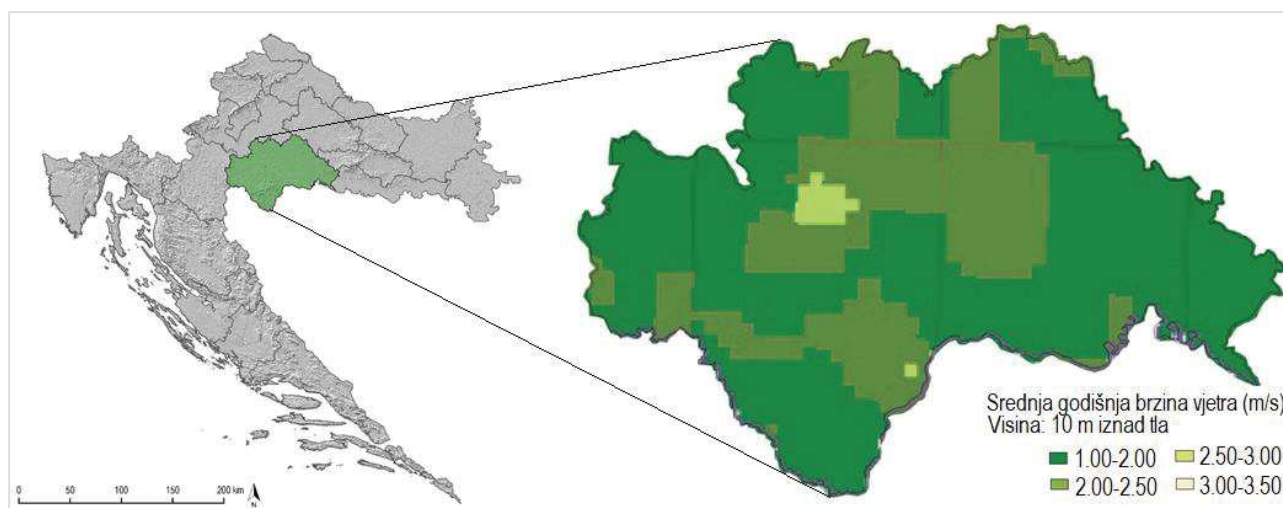 Srednja godišnja brzina vjetra (m/s)
Visina: 10 m iznad tla
1.00-2.00 2.50-3.00
2.00-2.50 3.00-3.50
0 50 100 150 200 km
N